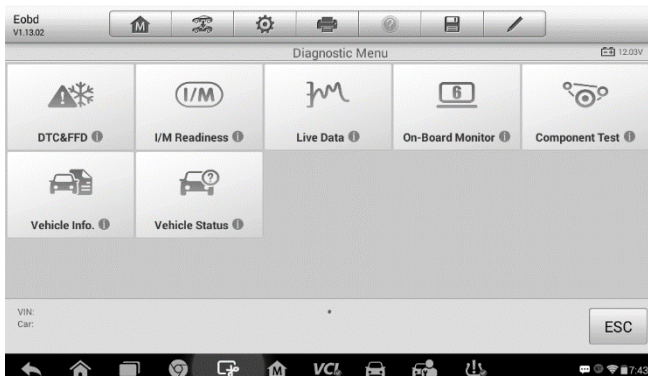 Eobd
V1.13.02
M
?
Diagnostic Menu
12.03V
I/M
6
DTC&FFD i
I/M Readiness i
Live Data i
On-Board Monitor i
Component Test i
?
Vehicle Info. i
Vehicle Status i
VIN:
Car:
ESC
M
VCI
7:43